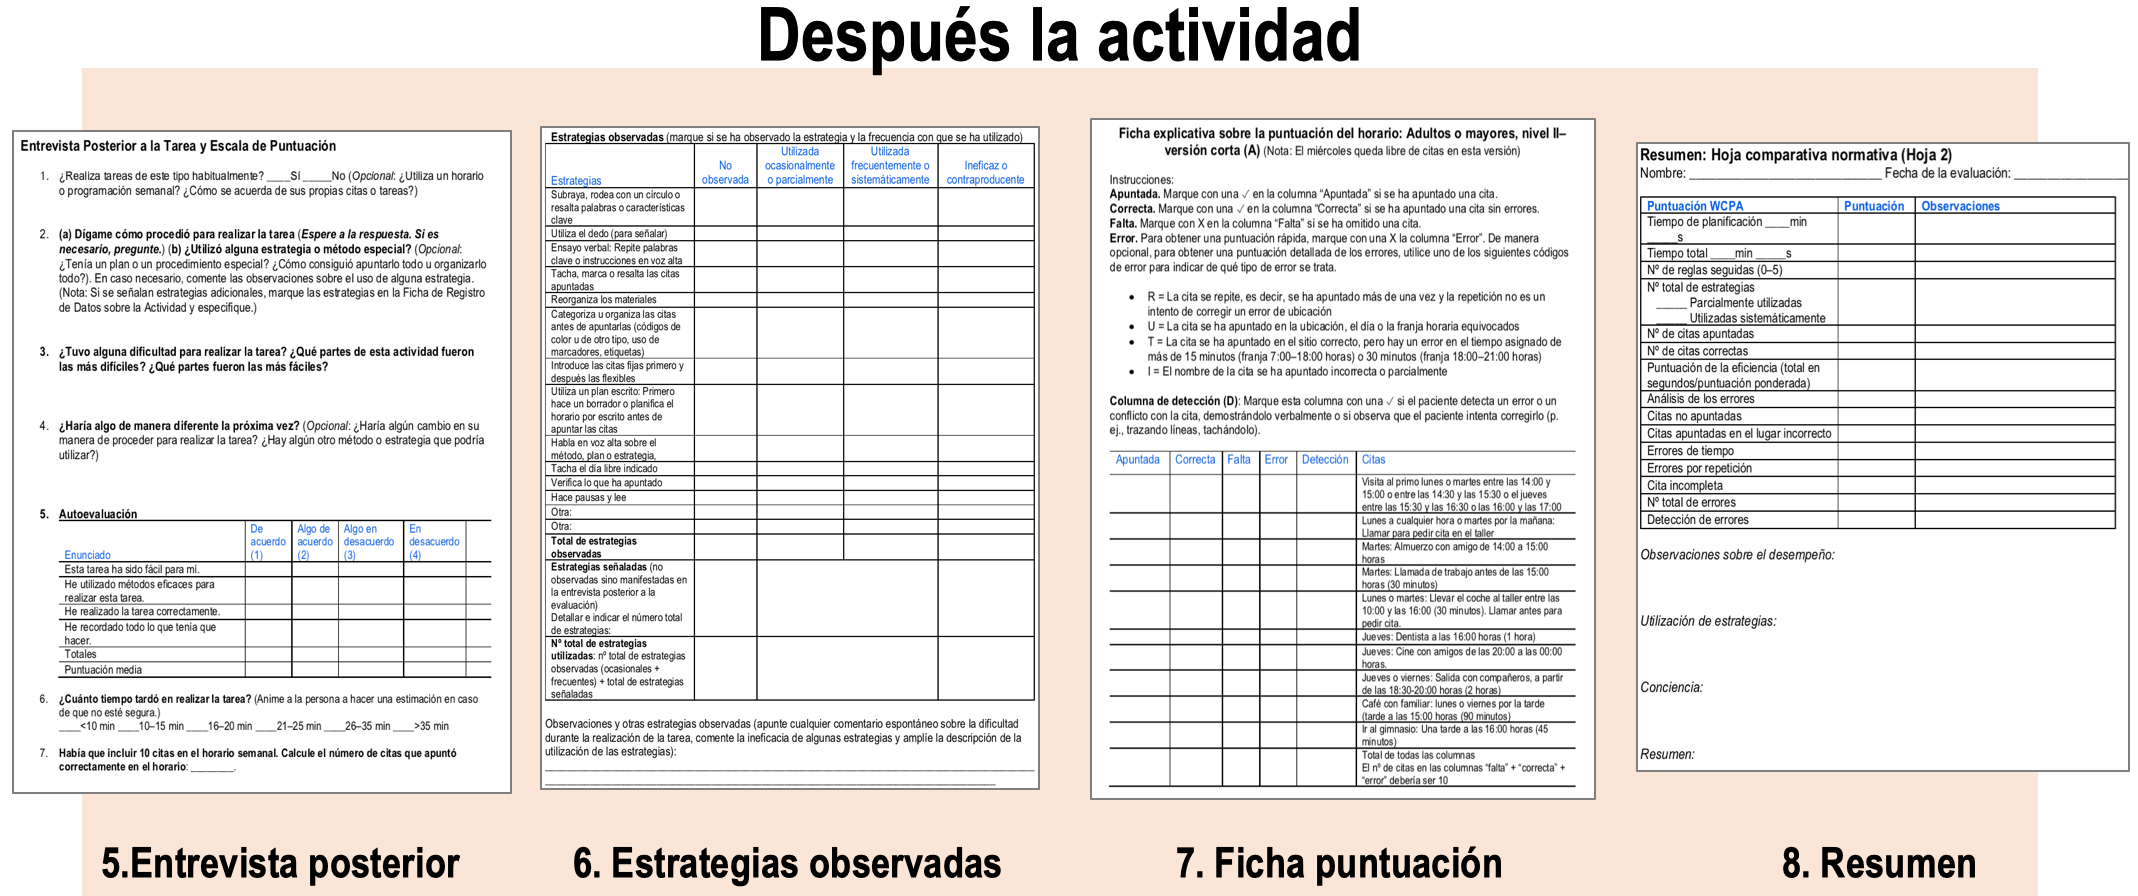 Después la actividad
Entrevista Posterior a la Tarea y Escala de Puntuación
1. ¿Realiza tareas de este tipo habitualmente? ____SI _____No (Opcional: ¿Utiliza un horario
o programación semanal? ¿Cómo se acuerda de sus propias citas o tareas?)
2. (a) Dígame cómo procedió para realizar la tarea (Espere a la respuesta. Si es
necesario, pregunte.) (b) ¿Utilizó alguna estrategia o método especial? (Opcional:
¿Tenía un plan o un procedimiento especial? ¿Cómo consiguió apuntarlo todo u organizarlo
todo?). En caso necesario, comente las observaciones sobre el uso de alguna estrategia.
(Nota: Si se señalan estrategias adicionales, marque las estrategias en la Ficha de Registro
de Datos sobre la Actividad y especifique.)
3. ¿Tuvo alguna dificultad para realizar la tarea? ¿Qué partes de esta actividad fueron
las más difíciles? ¿Qué partes fueron las más fáciles?
4. ¿Haría algo de manera diferente la próxima vez? (Opcional: ¿Haría algún cambio en su
manera de proceder para realizar la tarea? ¿Hay algún otro método o estrategia que podría
utilizar?)
5. Autoevaluación
Enunciado
De
acuerdo
(1)
Algo de
acuerdo
(2)
Algo en
desacuerdo
(3)
En
desacuerdo
(4)
Esta tarea ha sido fácil para mí.
He utilizado métodos eficaces para
realizar esta tarea.
He realizado la tarea correctamente.
He recordado todo lo que tenía que
hacer.
Totales
Puntuación media
6. ¿Cuánto tiempo tardó en realizar la tarea? (Anime a la persona a hacer una estimación en caso
de que no esté segura.)
____<10 min ____10–15 min ____16–20 min ____21–25 min ____26–35 min ____>35 min
7. Había que incluir 10 citas en el horario semanal. Calcule el número de citas que apuntó
correctamente en el horario: _______.
5.Entrevista posterior
Estrategias observadas (marque si se ha observado la estrategia y la frecuencia con que se ha utilizado)
Estrategias
No
observada
Utilizada
ocasionalmente
o parcialmente
Utilizada
frecuentemente o
sistemáticamente
Ineficaz o
contraproducente
Subraya, rodea con un círculo o
resalta palabras o características
clave
Utiliza el dedo (para señalar)
Ensayo verbal: Repite palabras
clave o instrucciones en voz alta
Tacha, marca o resalta las citas
apuntadas
Reorganiza los materiales
Categoriza u organiza las citas
antes de apuntarlas (códigos de
color u de otro tipo, uso de
marcadores, etiquetas)
Introduce las citas fijas primero y
después las flexibles
Utiliza un plan escrito: Primero
hace un borrador o planifica el
horario por escrito antes de
apuntar las citas
Habla en voz alta sobre el
método, plan o estrategia,
Tacha el día libre indicado
Verifica lo que ha apuntado
Hace pausas y lee
Otra:
Otra:
Total de estrategias
observadas
Estrategias señaladas (no
observadas sino manifestadas en
la entrevista posterior a la
evaluación)
Detallar e indicar el número total
de estrategias:
Nº total de estrategias
utilizadas: nº total de estrategias
observadas (ocasionales +
frecuentes) + total de estrategias
señaladas
Observaciones y otras estrategias observadas (apunte cualquier comentario espontáneo sobre la dificultad
durante la realización de la tarea, comente la ineficacia de algunas estrategias y amplíe la descripción de la
utilización de las estrategias):
6. Estrategias observadas
Ficha explicativa sobre la puntuación del horario: Adultos o mayores, nivel II–
versión corta (A) (Nota: El miércoles queda libre de citas en esta versión)
Instrucciones:
Apuntada. Marque con una ✓ en la columna “Apuntada” si se ha apuntado una cita.
Correcta. Marque con una ✓ en la columna “Correcta” si se ha apuntado una cita sin errores.
Falta. Marque con X en la columna “Falta” si se ha omitido una cita.
Error. Para obtener una puntuación rápida, marque con una X la columna “Error”. De manera
opcional, para obtener una puntuación detallada de los errores, utilice uno de los siguientes códigos
de error para indicar de qué tipo de error se trata.
• R = La cita se repite, es decir, se ha apuntado más de una vez y la repetición no es un
intento de corregir un error de ubicación
• U = La cita se ha apuntado en la ubicación, el día o la franja horaria equivocados
• T = La cita se ha apuntado en el sitio correcto, pero hay un error en el tiempo asignado de
más de 15 minutos (franja 7:00–18:00 horas) o 30 minutos (franja 18:00–21:00 horas)
• I = El nombre de la cita se ha apuntado incorrecta o parcialmente
Columna de detección (D): Marque esta columna con una ✓ si el paciente detecta un error o un
conflicto con la cita, demostrándolo verbalmente o si observa que el paciente intenta corregirlo (p.
ej., trazando líneas, tachándolo).
Apuntada Correcta Falta Error Detección Citas
Visita al primo lunes o martes entre las 14:00 y
15:00 o entre las 14:30 y las 15:30 o el jueves
entre las 15:30 y las 16:30 o las 16:00 y las 17:00
Lunes a cualquier hora o martes por la mañana:
Llamar para pedir cita en el taller
Martes: Almuerzo con amigo de 14:00 a 15:00
horas
Martes: Llamada de trabajo antes de las 15:00
horas (30 minutos)
Lunes o martes: Llevar el coche al taller entre las
10:00 y las 16:00 (30 minutos). Llamar antes para
pedir cita.
Jueves: Dentista a las 16:00 horas (1 hora)
Jueves: Cine con amigos de las 20:00 a las 00:00
horas.
Jueves o viernes: Salida con compañeros, a partir
de las 18:30-20:00 horas (2 horas)
Café con familiar: lunes o viernes por la tarde
(tarde a las 15:00 horas (90 minutos)
Ir al gimnasio: Una tarde a las 16:00 horas (45
minutos)
Total de todas las columnas
El nº de citas en las columnas “falta” + “correcta” +
“error” debería ser 10
7. Ficha puntuación
Resumen: Hoja comparativa normativa (Hoja 2)
Nombre: __________________________ Fecha de la evaluación: ________________
Puntuación WCPA Puntuación Observaciones
Tiempo de planificación ____min
_____s
Tiempo total ____min _____s
Nº de reglas seguidas (0–5)
Nº total de estrategias
_____ Parcialmente utilizadas
_____ Utilizadas sistemáticamente
Nº de citas apuntadas
Nº de citas correctas
Puntuación de la eficiencia (total en
segundos/puntuación ponderada)
Análisis de los errores
Citas no apuntadas
Citas apuntadas en el lugar incorrecto
Errores de tiempo
Errores por repetición
Cita incompleta
Nº total de errores
Detección de errores
Observaciones sobre el desempeño:
Utilización de estrategias:
Conciencia:
Resumen:
8. Resumen